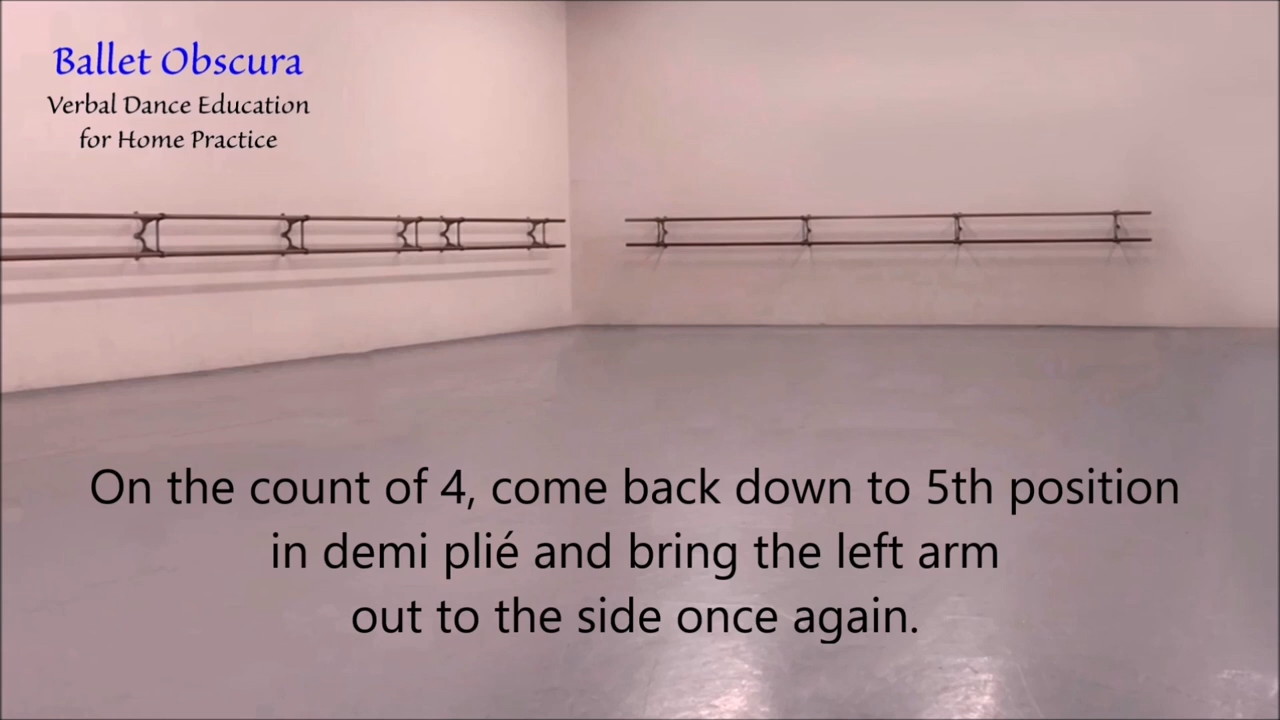 Ballet Obscura
Verbal Dance Education
for Home Practice
On the count of 4, come back down to 5th position
in demi plié and bring the left arm
out to the side once again.